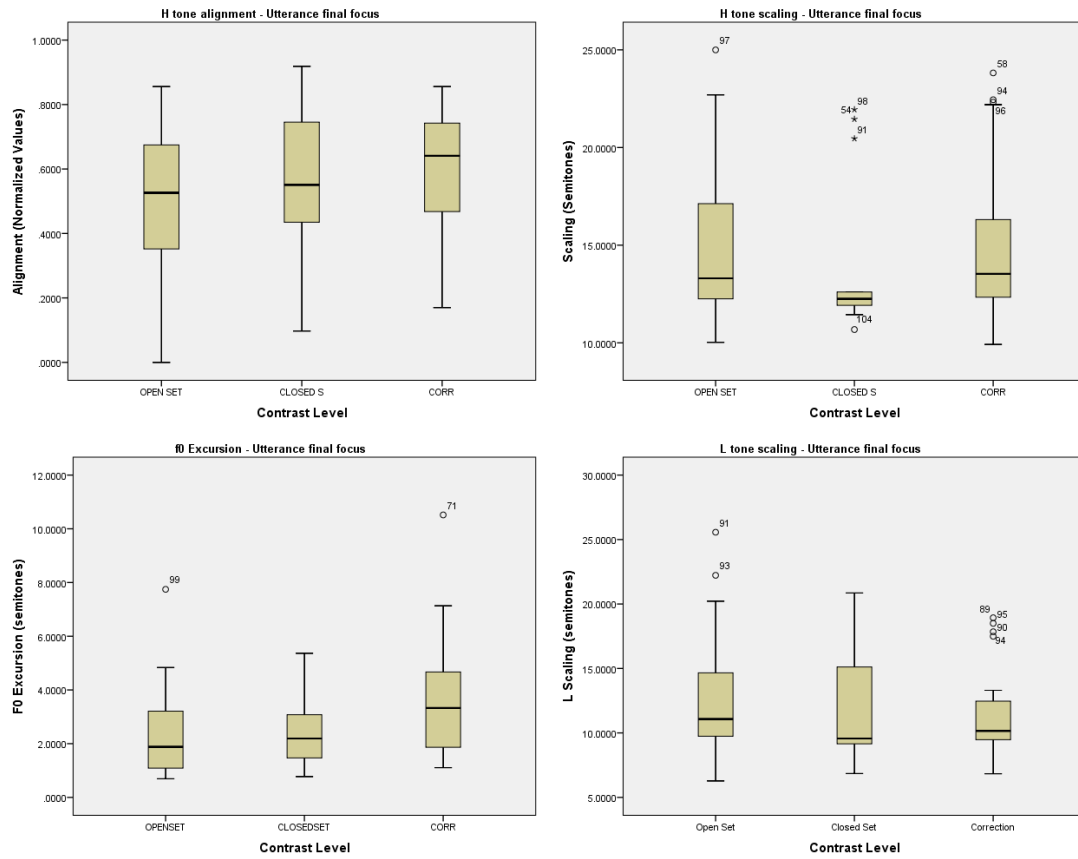 H tone alignment - Utterance final focus
1.0000
.8000
.6000
.4000
.2000
.0000
Alignment (Normalized Values)
OPEN SET
CLOSED S
CORR
Contrast Level
H tone scaling - Utterance final focus
25.0000
20.0000
15.0000
10.0000
Scaling (Semitones)
97
54
98
91
104
58
94
96
OPEN SET
CLOSED S
CORR
Contrast Level
f0 Excursion - Utterance final focus
12.0000
10.0000
8.0000
6.0000
4.0000
2.0000
.0000
F0 Excursion (semitones)
99
71
OPENSET
CLOSEDSET
CORR
Contrast Level
L tone scaling - Utterance final focus
30.0000
25.0000
20.0000
15.0000
10.0000
5.0000
L Scaling (semitones)
91
93
89
95
90
94
Open Set
Closed Set
Correction
Contrast Level